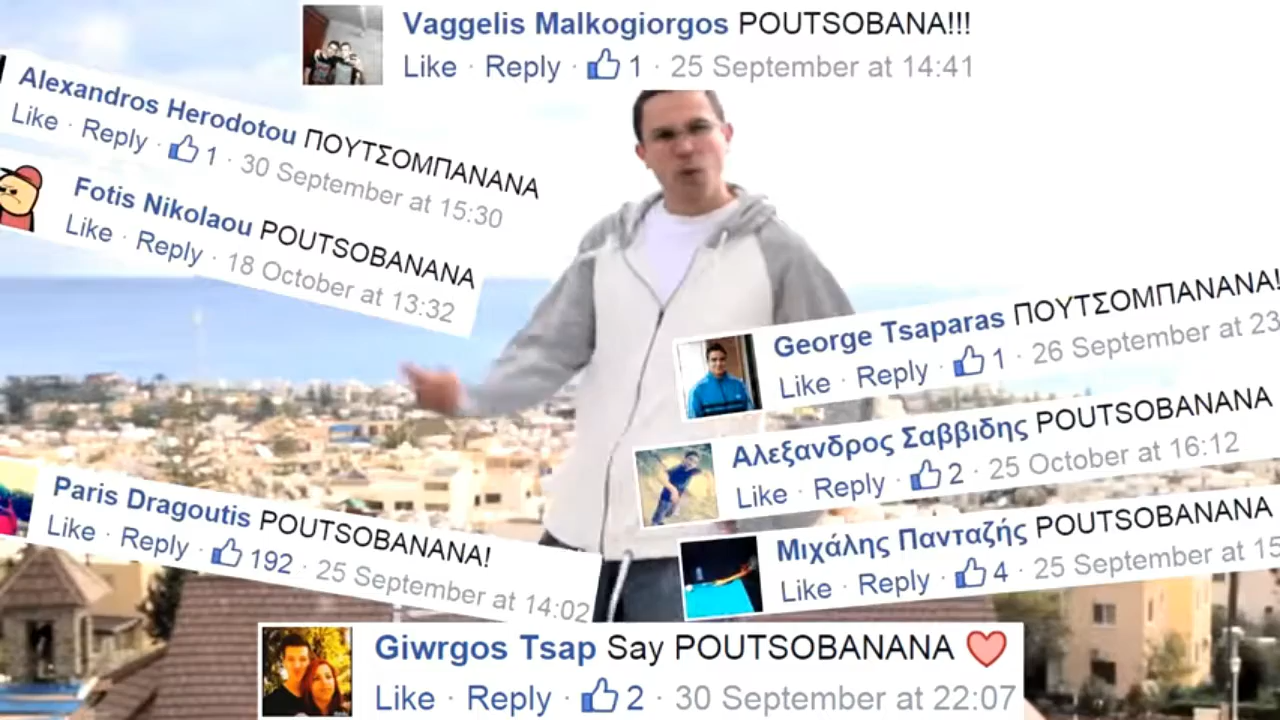 Vaggelis Malkogiorgos POUTSOBANA!!!
Like · Reply · 1 · 25 September at 14:41
Alexandros Herodotou ΠΟΥΤΣΟΜΠΑΝΑΝΑ
Like · Reply · 1 · 30 September at 15:30
Fotis Nikolaou POUTSOBANANA
Like · Reply · 18 October at 13:32
George Tsaparas ΠΟΥΤΣΟΜΠΑΝΑΝΑ!
Like · Reply · 1 · 26 September at 23
Αλεξανδρος Σαββιδης POUTSOBANANA
Like · Reply · 2 · 25 October at 16:12
Paris Dragoutis POUTSOBANANA!
Like · Reply · 192 · 25 September at 14:02
Μιχάλης Πανταζής POUTSOBANANA
Like · Reply · 4 · 25 September at 15
Giwrgos Tsap Say POUTSOBANANA ❤
Like · Reply · 2 · 30 September at 22:07